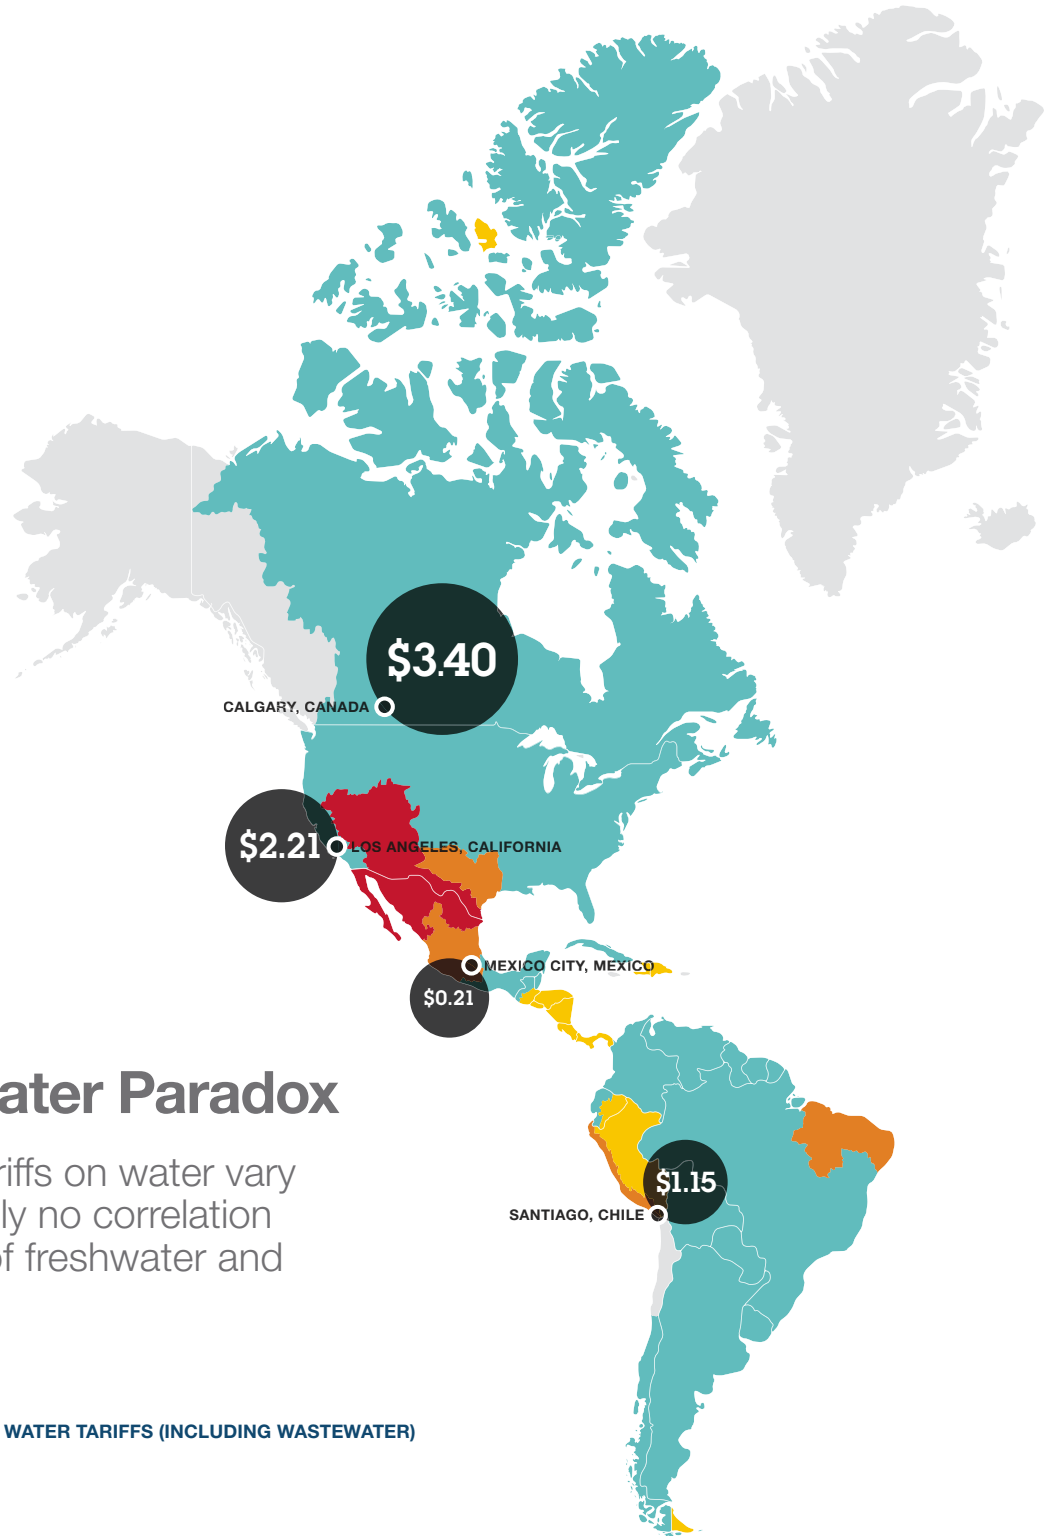 $3.40
CALGARY, CANADA
$2.21
LOS ANGELES, CALIFORNIA
MEXICO CITY, MEXICO
$0.21
ater Paradox
riffs on water vary
ly no correlation
of freshwater and
$1.15
SANTIAGO, CHILE
WATER TARIFFS (INCLUDING WASTEWATER)